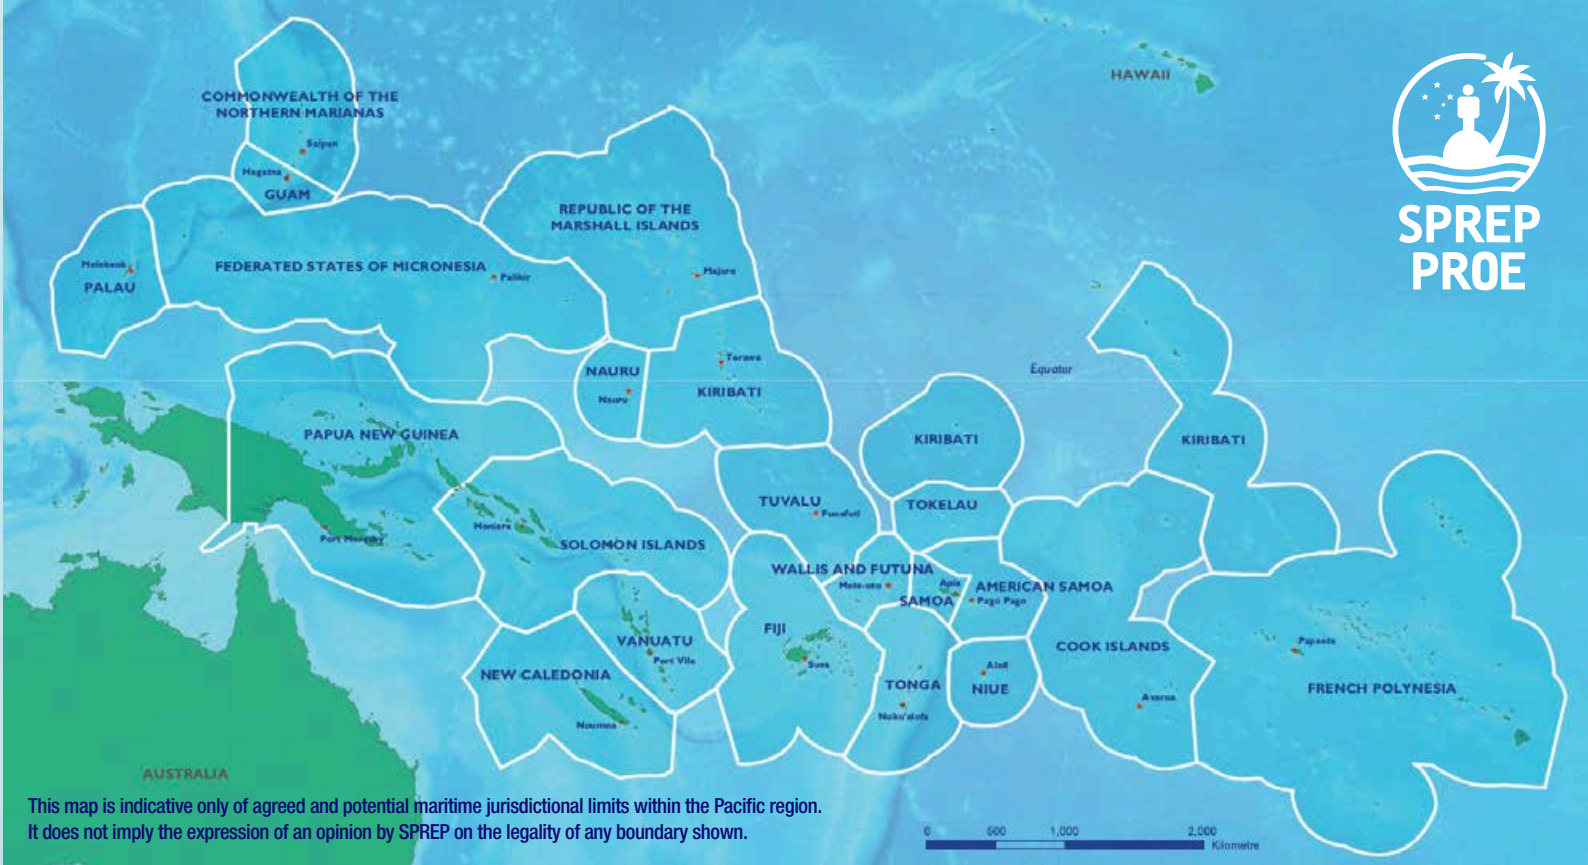 HAWAII
SPREP
PROE
COMMONWEALTH OF THE
NORTHERN MARIANAS
Saipan
Hagatna
GUAM
REPUBLIC OF THE
MARSHALL ISLANDS
Majuro
FEDERATED STATES OF MICRONESIA
Palikir
Melekeok
PALAU
NAURU
Nauru
Tarawa
KIRIBATI
Equator
KIRIBATI
KIRIBATI
PAPUA NEW GUINEA
Port Moresby
TUVALU
Funafuti
TOKELAU
Honiara
SOLOMON ISLANDS
WALLIS AND FUTUNA
Mata-utu
Apia
SAMOA
AMERICAN SAMOA
Pago Pago
FIJI
Suva
VANUATU
Port Vila
COOK ISLANDS
Avarua
Papeete
FRENCH POLYNESIA
NEW CALEDONIA
Noumea
TONGA
Nuku'alofa
Alofi
NIUE
AUSTRALIA
This map is indicative only of agreed and potential maritime jurisdictional limits within the Pacific region.
It does not imply the expression of an opinion by SPREP on the legality of any boundary shown.
0 500 1,000 2,000
Kilometre